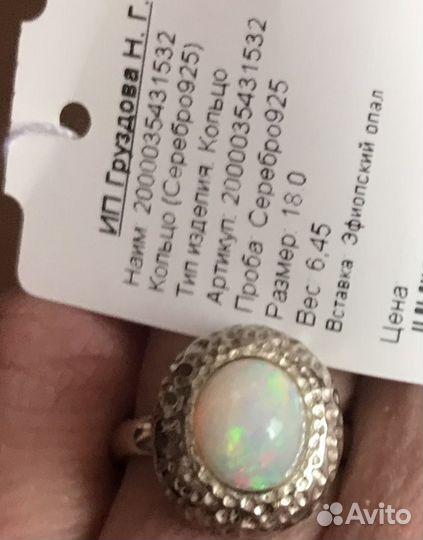 ИП Груздова Н. Г.
Наим: 2000035431532
Кольцо (Серебро925)
Тип изделия: Кольцо
Артикул: 2000035431532
Проба: Серебро925
Размер: 18.0
Вес: 6,45
Вставка: Эфиопский опал
Цена
Avito